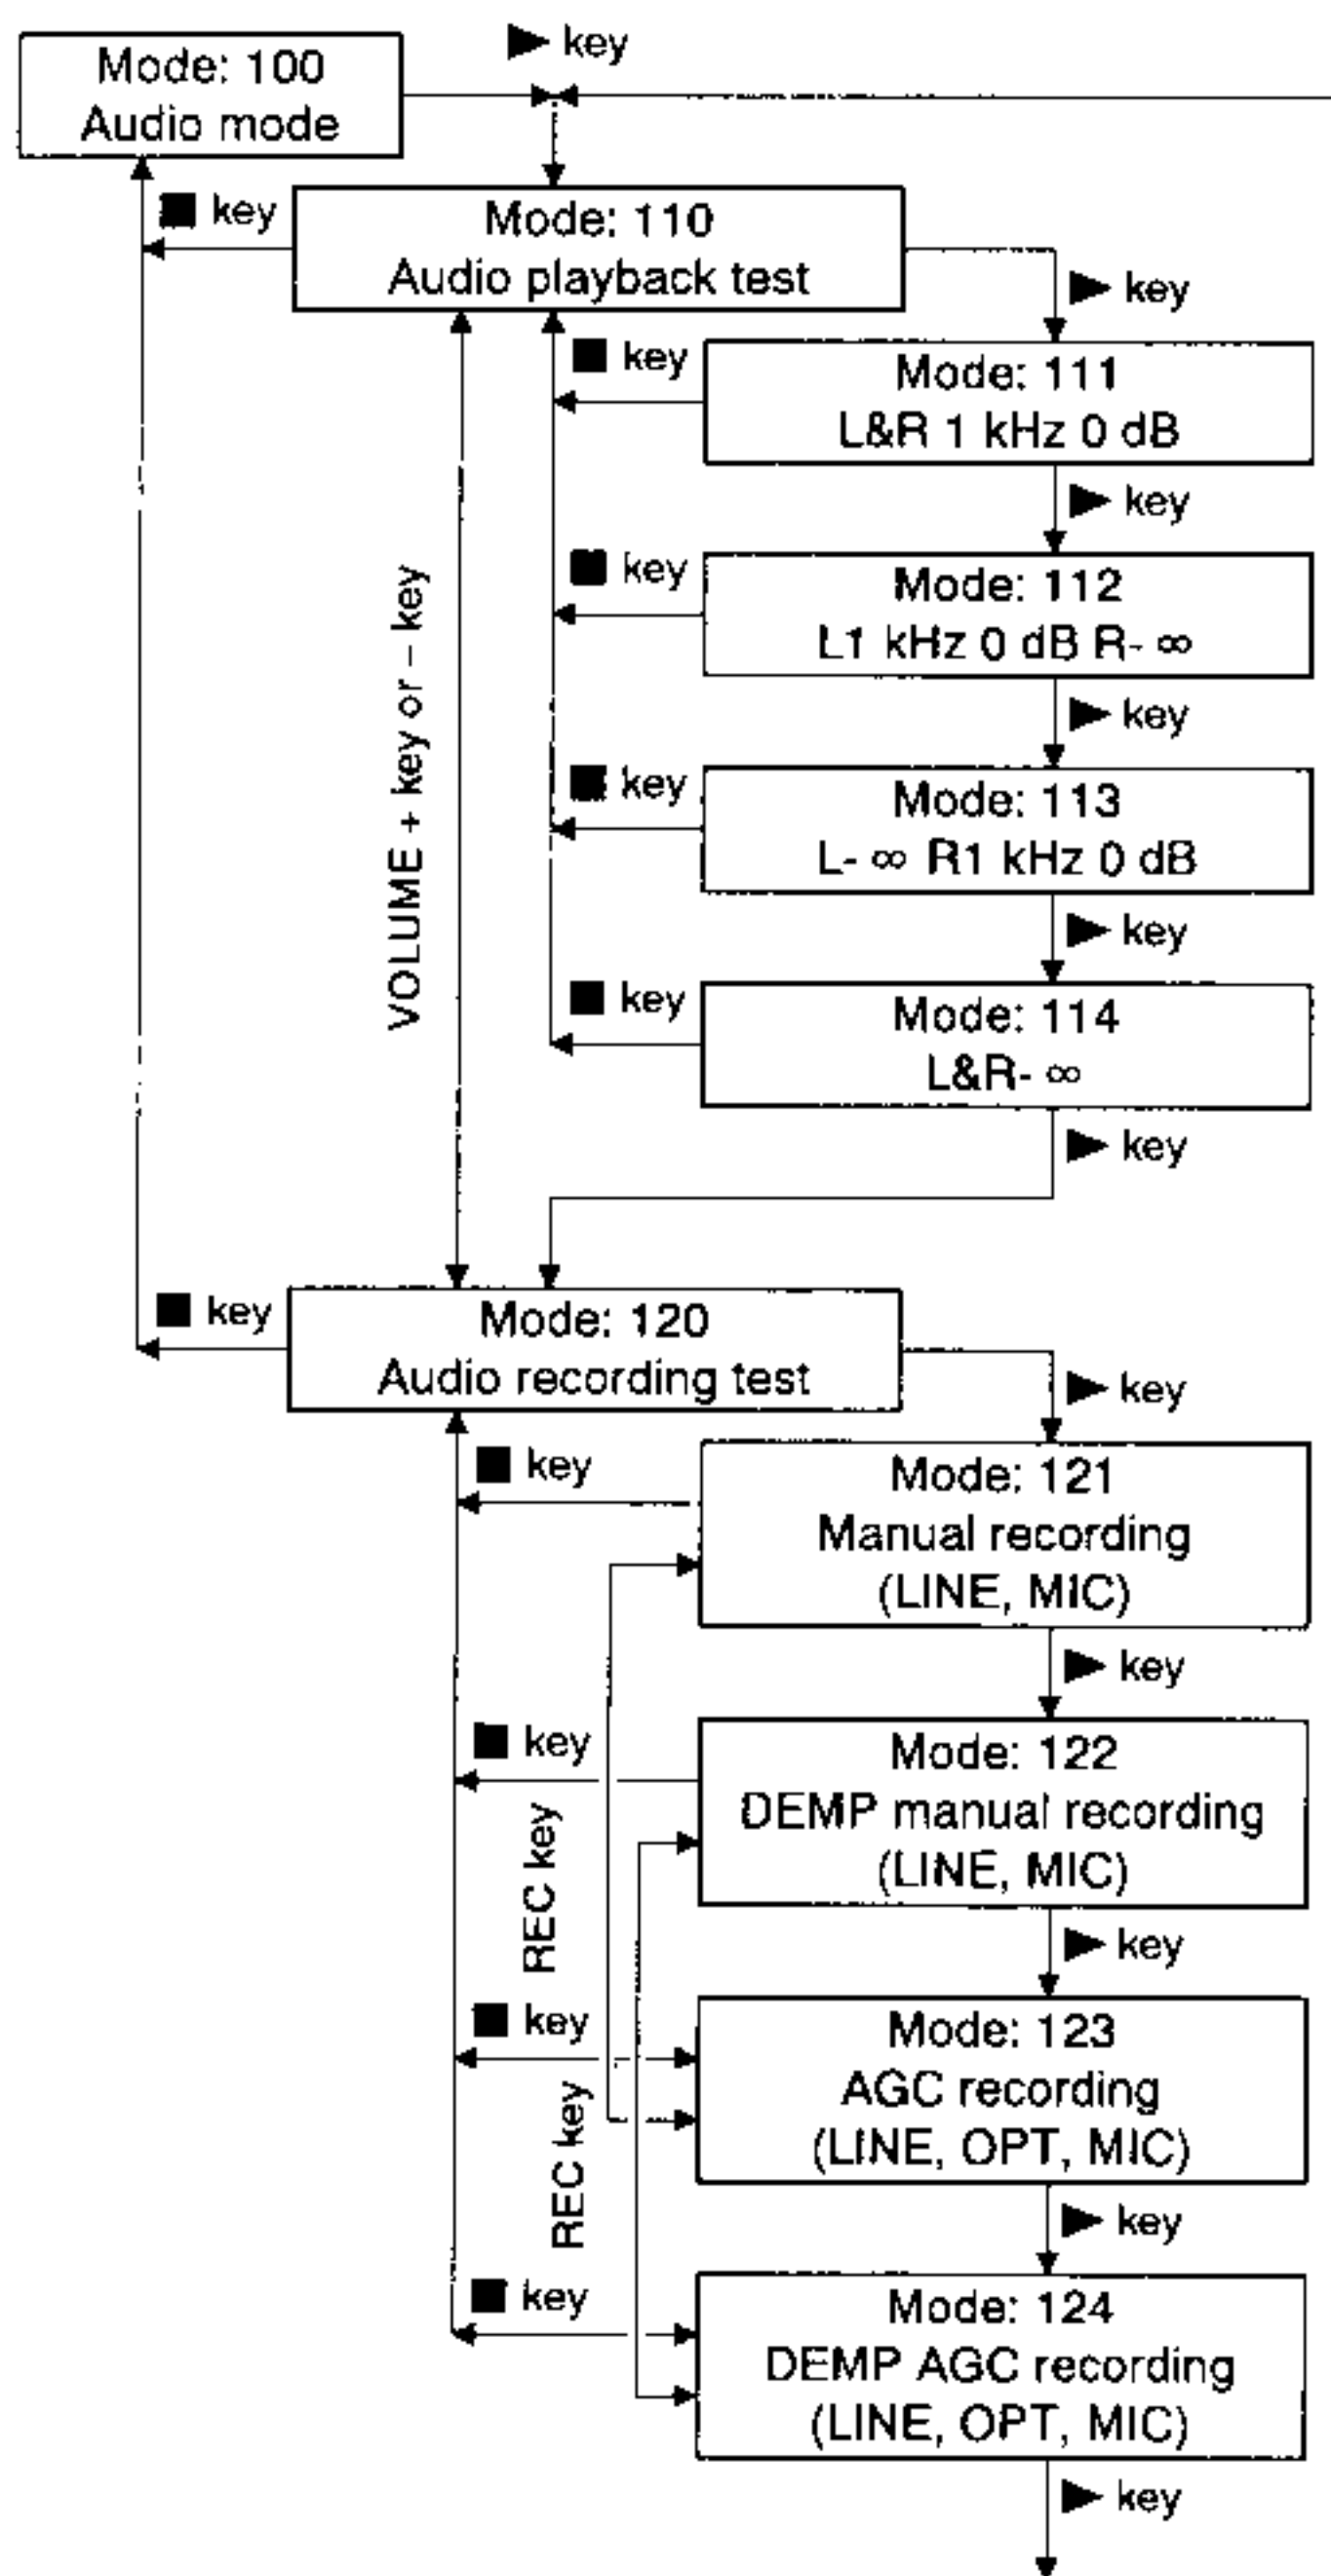 ▶ key
Mode: 100
Audio mode
■ key
Mode: 110
Audio playback test
▶ key
■ key
Mode: 111
L&R 1 kHz 0 dB
▶ key
■ key
Mode: 112
L1 kHz 0 dB R- ∞
▶ key
VOLUME + key or – key
■ key
Mode: 113
L- ∞ R1 kHz 0 dB
▶ key
■ key
Mode: 114
L&R- ∞
▶ key
■ key
Mode: 120
Audio recording test
▶ key
■ key
Mode: 121
Manual recording
(LINE, MIC)
▶ key
■ key
Mode: 122
DEMP manual recording
(LINE, MIC)
REC key
▶ key
■ key
Mode: 123
AGC recording
(LINE, OPT, MIC)
REC key
▶ key
■ key
Mode: 124
DEMP AGC recording
(LINE, OPT, MIC)
▶ key